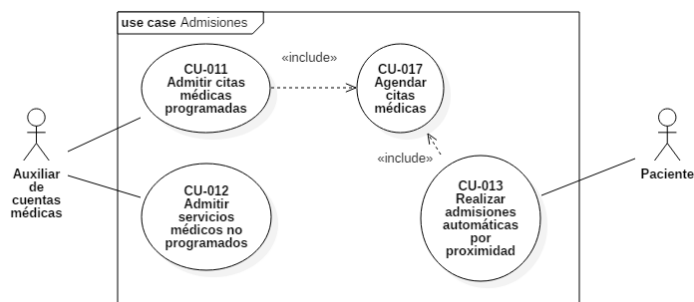 use case Admisiones
«include»
CU-011
Admitir citas
médicas
programadas
CU-017
Agendar
citas
médicas
«include»
Auxiliar
de
cuentas
médicas
CU-012
Admitir
servicios
médicos no
programados
CU-013
Realizar
admisiones
automáticas
por
proximidad
Paciente